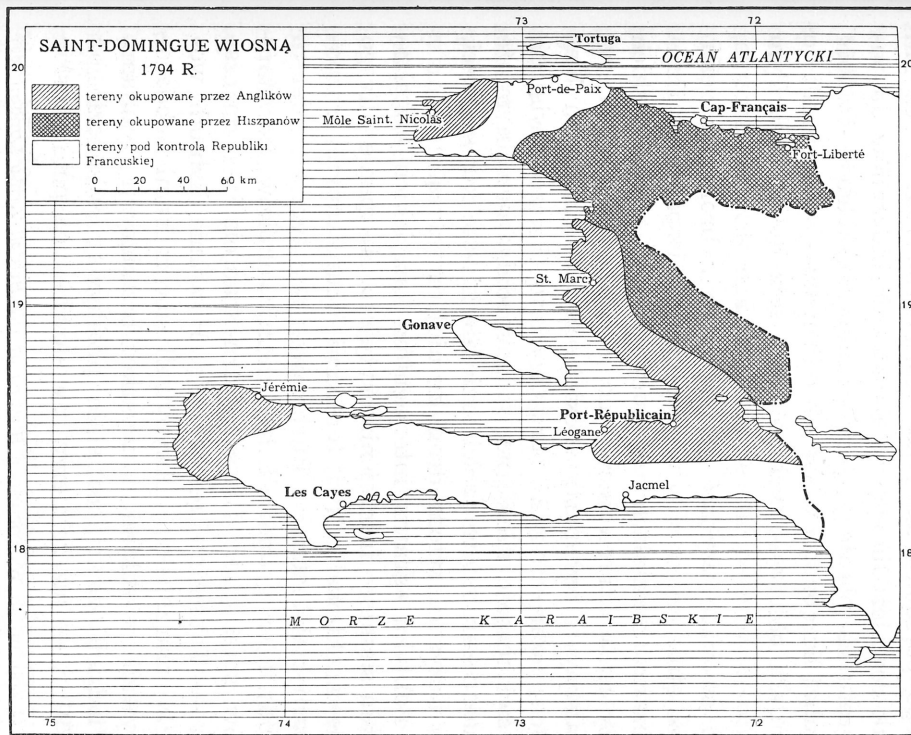 SAINT-DOMINGUE WIOSNĄ
1794 R.
tereny okupowane przez Anglików
tereny okupowane przez Hiszpanów
tereny pod kontrolą Republiki
Francuskiej
0 20 40 60 km
73
72
Tortuga
OCEAN ATLANTYCKI
20
20
Port-de-Paix
Cap-Français
Môle Saint. Nicolas
Fort-Liberté
St. Marc
19
19
Gonave
Jérémie
Port-Républicain
Léogane
Les Cayes
Jacmel
18
18
MORZE KARAIBSKIE
75
74
73
72